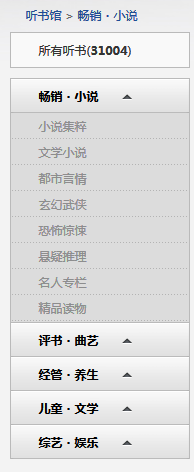 听书馆 > 畅销·小说
所有听书(31004)
畅销·小说
小说集粹
文学小说
都市言情
玄幻武侠
恐怖惊悚
悬疑推理
名人专栏
精品读物
评书·曲艺
经管·养生
儿童·文学
综艺·娱乐